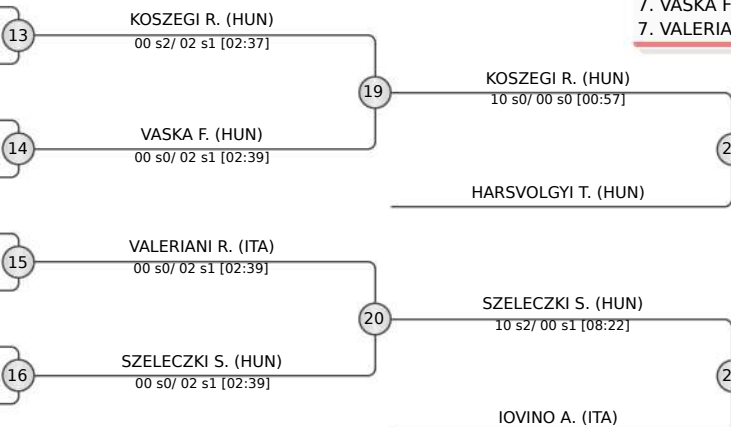 7. VASKA F
7. VALERIA
13
KOSZEGI R. (HUN)
00 s2/ 02 s1 [02:37]
19
KOSZEGI R. (HUN)
10 s0/ 00 s0 [00:57]
14
VASKA F. (HUN)
00 s0/ 02 s1 [02:39]
2
HARSVOLGYI T. (HUN)
15
VALERIANI R. (ITA)
00 s0/ 02 s1 [02:39]
20
SZELECZKI S. (HUN)
10 s2/ 00 s1 [08:22]
16
SZELECZKI S. (HUN)
00 s0/ 02 s1 [02:39]
2
IOVINO A. (ITA)